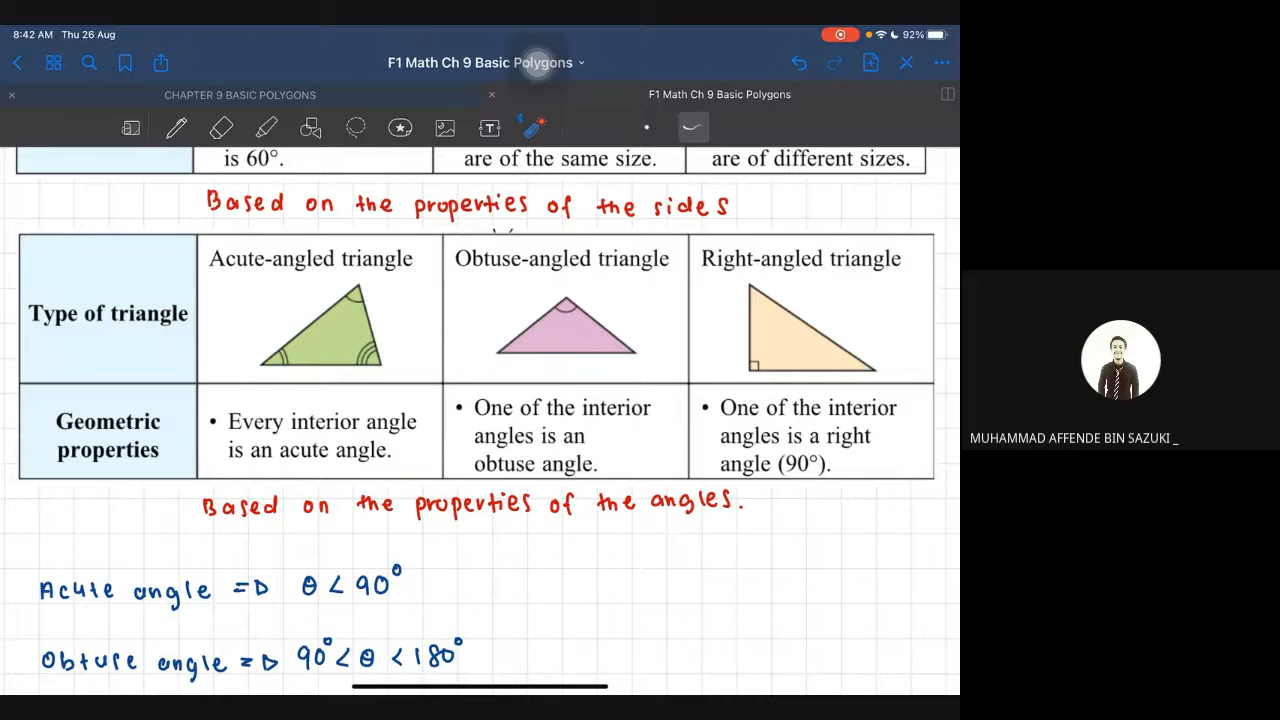 8:42 AM Thu 26 Aug
92%
F1 Math Ch 9 Basic Polygons
CHAPTER 9 BASIC POLYGONS
F1 Math Ch 9 Basic Polygons
is 60°.
are of the same size.
are of different sizes.
Based on the properties of the sides
Acute-angled triangle
Obtuse-angled triangle
Right-angled triangle
Type of triangle
Geometric
properties
• Every interior angle
is an acute angle.
• One of the interior
angles is an
obtuse angle.
• One of the interior
angles is a right
angle (90°).
Based on the properties of the angles.
Acute angle => θ < 90°
Obtuse angle => 90° < θ < 180°
MUHAMMAD AFFENDE BIN SAZUKI _